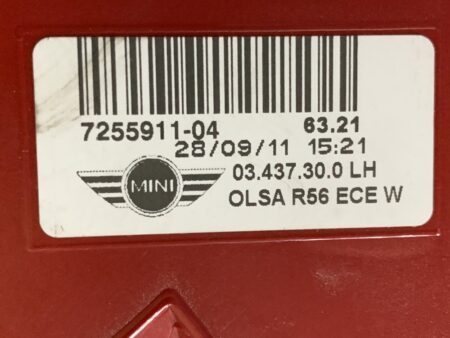 7255911-04 63.21
28/09/11 15:21
MINI 03.437.30.0 LH
OLSA R56 ECE W